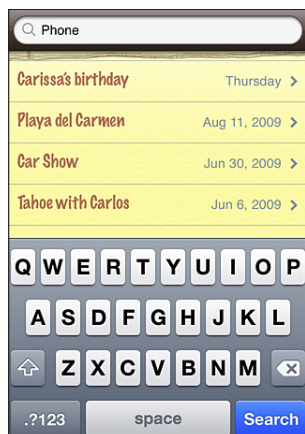 Phone
Carissa's birthday Thursday
Playa del Carmen Aug 11, 2009
Car Show Jun 30, 2009
Tahoe with Carlos Jun 6, 2009
Q W E R T Y U I O P
A S D F G H J K L
Z X C V B N M
.?123 space Search